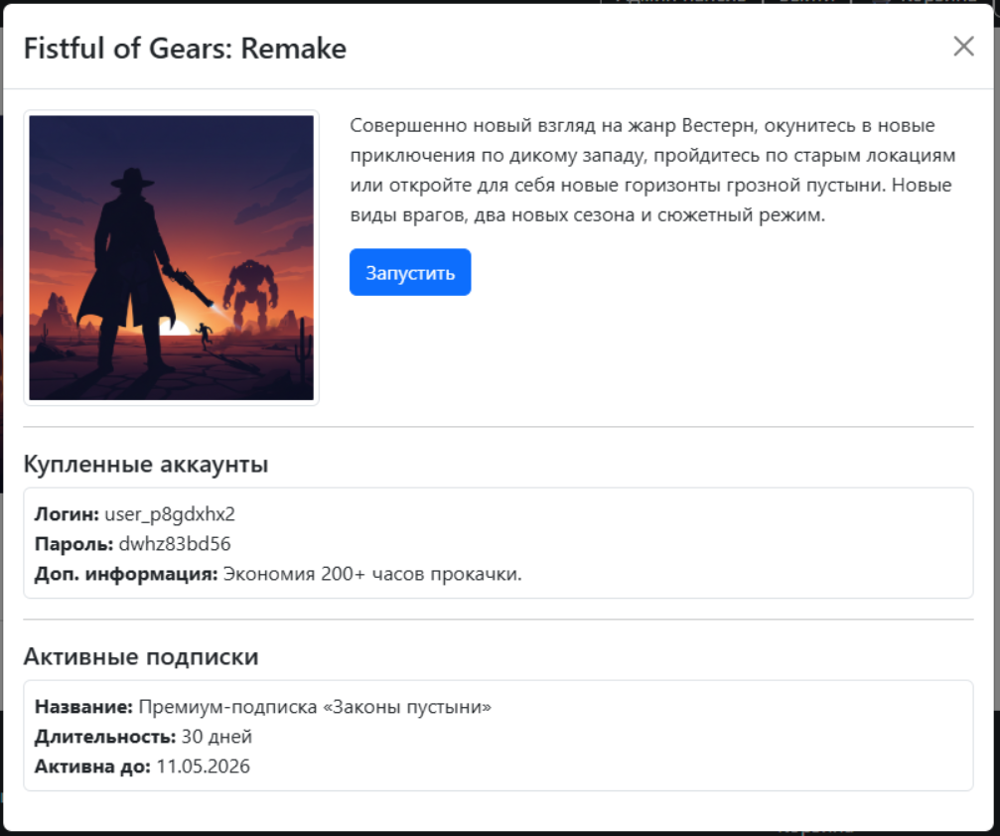 Fistful of Gears: Remake
Совершенно новый взгляд на жанр Вестерн, окунитесь в новые
приключения по дикому западу, пройдитесь по старым локациям
или откройте для себя новые горизонты грозной пустыни. Новые
виды врагов, два новых сезона и сюжетный режим.
Запустить
Купленные аккаунты
Логин: user_p8gdxhx2
Пароль: dwhz83bd56
Доп. информация: Экономия 200+ часов прокачки.
Активные подписки
Название: Премиум-подписка «Законы пустыни»
Длительность: 30 дней
Активна до: 11.05.2026